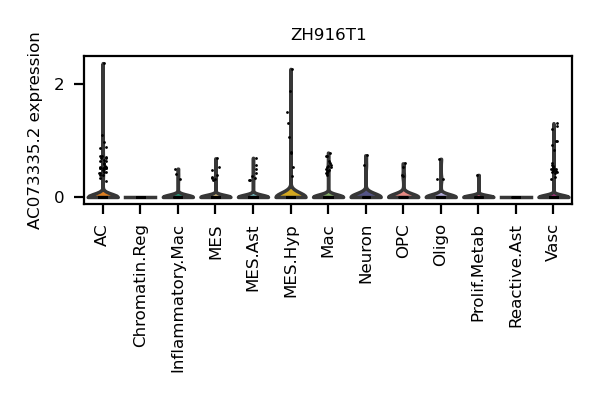 ZH916T1
AC073335.2 expression
2
0
AC
Chromatin.Reg
Inflammatory.Mac
MES
MES.Ast
MES.Hyp
Mac
Neuron
OPC
Oligo
Prolif.Metab
Reactive.Ast
Vasc